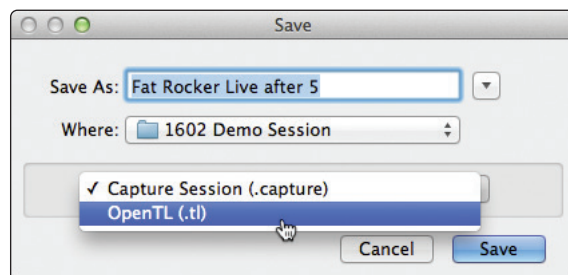 Save
Save As: Fat Rocker Live after 5
Where: 1602 Demo Session
✓ Capture Session (.capture)
OpenTL (.tl)
Cancel Save